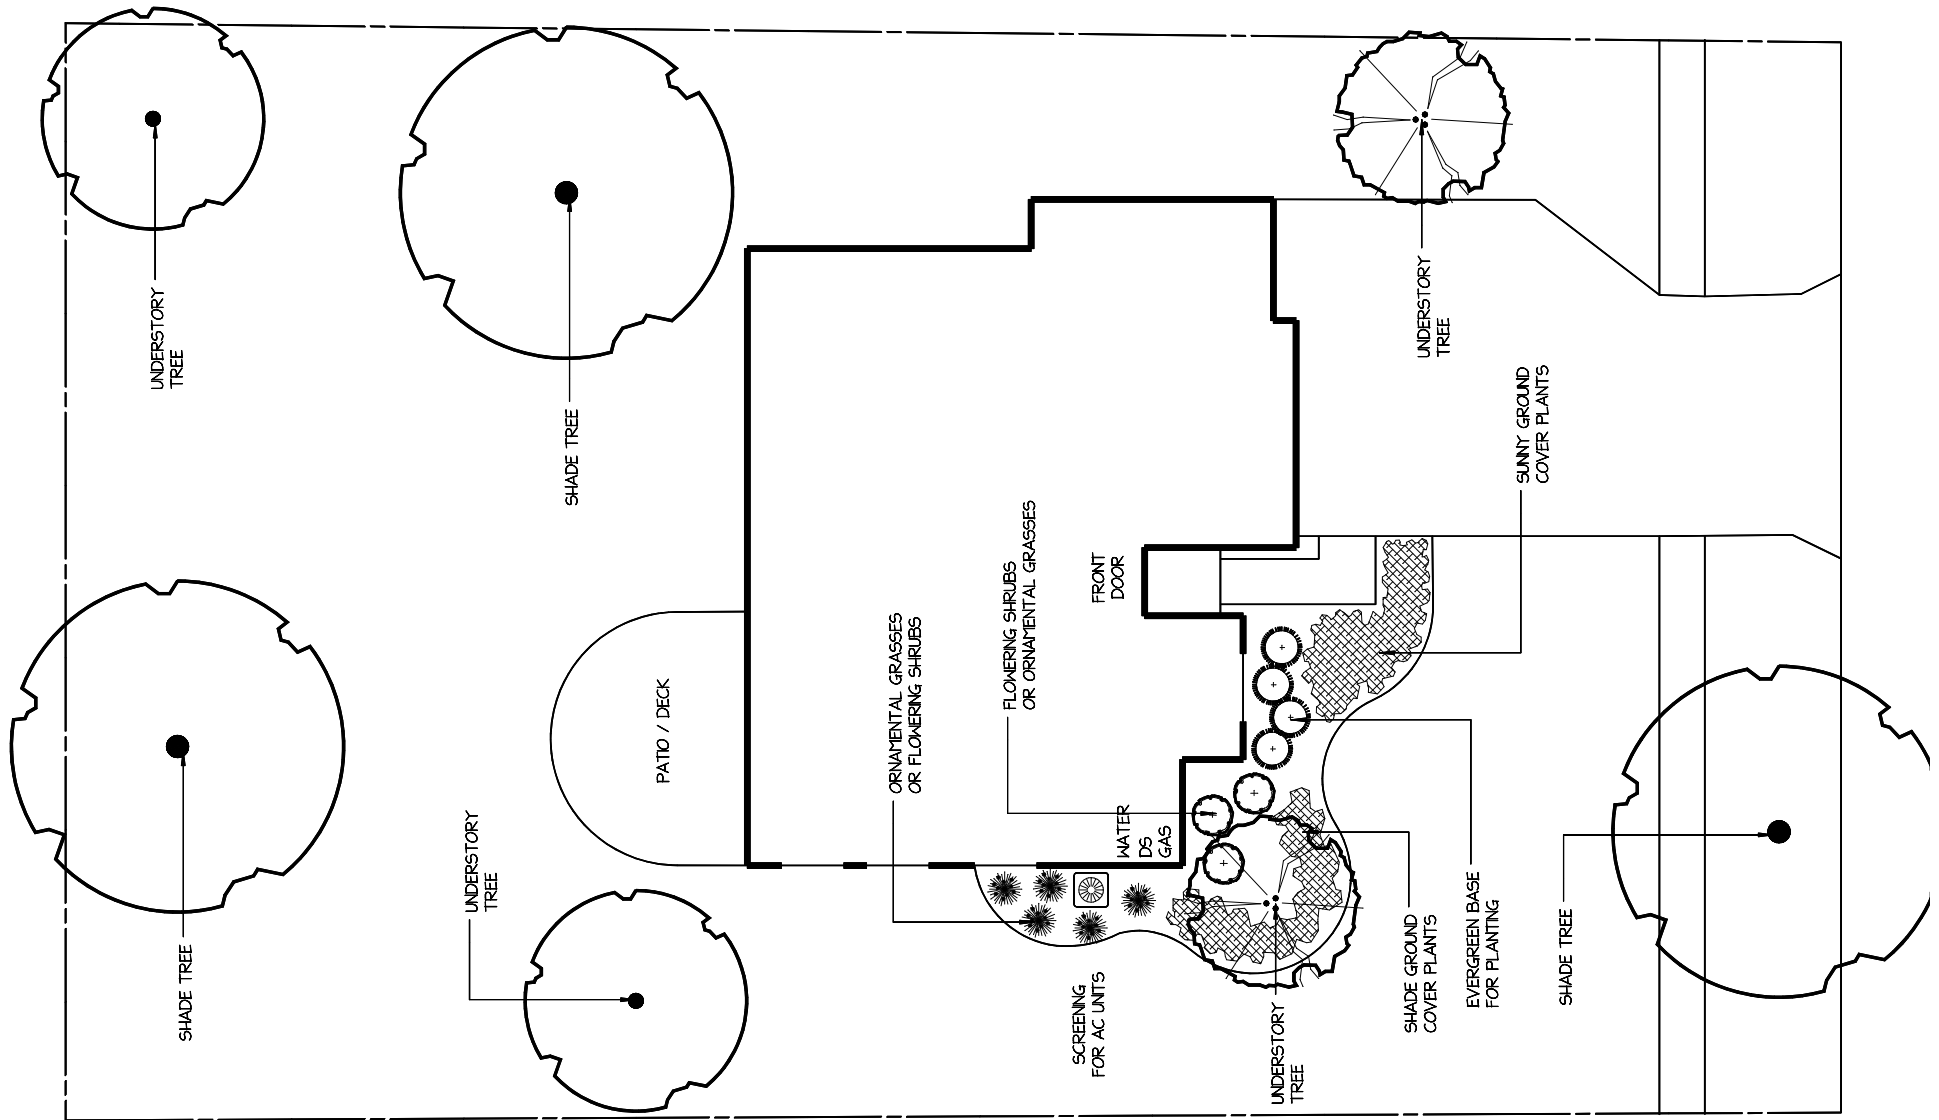 UNDERSTORY
TREE
SHADE TREE
SHADE TREE
UNDERSTORY
TREE
PATIO / DECK
ORNAMENTAL GRASSES
OR FLOWERING SHRUBS
FLOWERING SHRUBS
OR ORNAMENTAL GRASSES
FRONT
DOOR
WATER
DS
GAS
SCREENING
FOR AC UNITS
UNDERSTORY
TREE
UNDERSTORY
TREE
SHADE GROUND
COVER PLANTS
EVERGREEN BASE
FOR PLANTING
SUNNY GROUND
COVER PLANTS
SHADE TREE